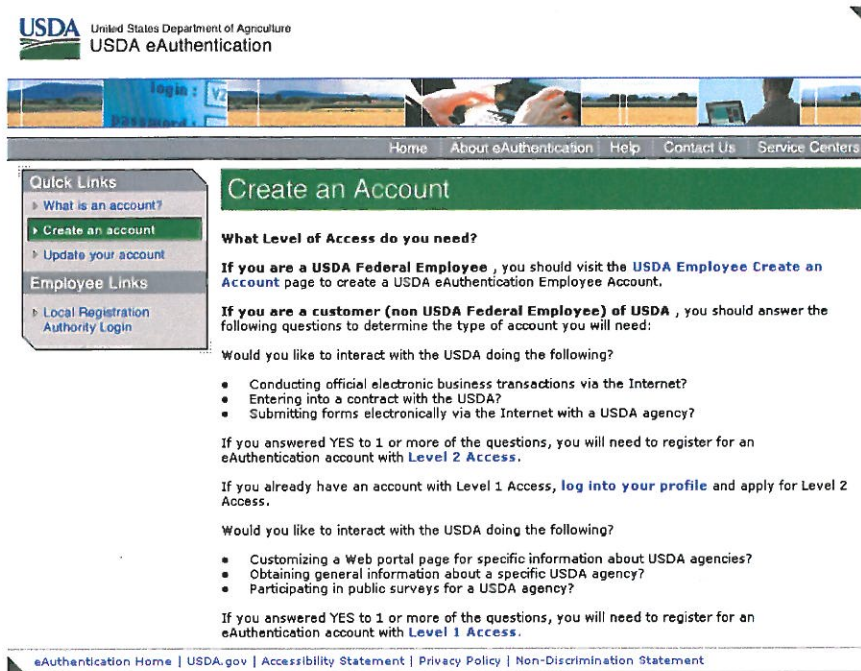 USDA United States Department of Agriculture
USDA eAuthentication
login :
password :
Home About eAuthentication Help Contact Us Service Centers
Quick Links
What is an account?
Create an account
Update your account
Employee Links
Local Registration
Authority Login
Create an Account
What Level of Access do you need?
If you are a USDA Federal Employee , you should visit the USDA Employee Create an
Account page to create a USDA eAuthentication Employee Account.
If you are a customer (non USDA Federal Employee) of USDA , you should answer the
following questions to determine the type of account you will need:
Would you like to interact with the USDA doing the following?
• Conducting official electronic business transactions via the Internet?
• Entering into a contract with the USDA?
• Submitting forms electronically via the Internet with a USDA agency?
If you answered YES to 1 or more of the questions, you will need to register for an
eAuthentication account with Level 2 Access.
If you already have an account with Level 1 Access, log into your profile and apply for Level 2
Access.
Would you like to interact with the USDA doing the following?
• Customizing a Web portal page for specific information about USDA agencies?
• Obtaining general information about a specific USDA agency?
• Participating in public surveys for a USDA agency?
If you answered YES to 1 or more of the questions, you will need to register for an
eAuthentication account with Level 1 Access.
eAuthentication Home | USDA.gov | Accessibility Statement | Privacy Policy | Non-Discrimination Statement